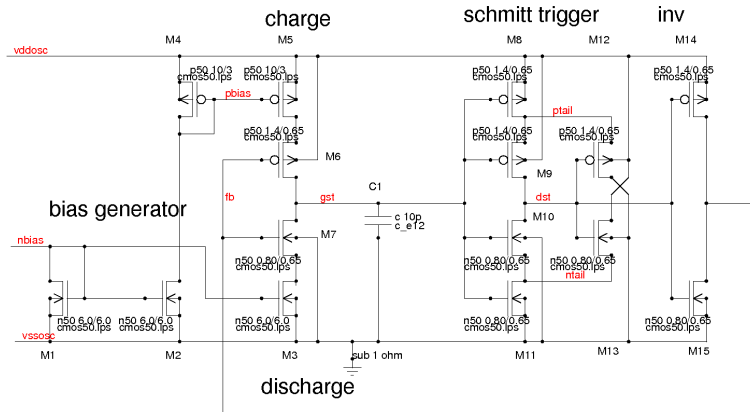 charge
schmitt trigger
inv
M4
M5
M8
M12
M14
vddosc
p50 10/3
cmos50.lps
p50 10/3
cmos50.lps
p50 1.4/0.65
cmos50.lps
p50 1.4/0.65
cmos50.lps
pbias
ptail
p50 1.4/0.65
cmos50.lps
M6
p50 1.4/0.65
cmos50.lps
p50 1.4/0.65
cmos50.lps
M9
C1
fb
gst
dst
bias generator
c 10p
c_e12
M10
M7
nbias
n50 0.80/0.65
cmos50.lps
n50 0.80/0.65
cmos50.lps
n50 0.80/0.65
cmos50.lps
ntail
n50 6.0/6.0
cmos50.lps
n50 6.0/6.0
cmos50.lps
n50 6.0/6.0
cmos50.lps
n50 0.80/0.65
cmos50.lps
n50 0.80/0.65
cmos50.lps
vssosc
M1
M2
M3
sub 1 ohm
M11
M13
M15
discharge